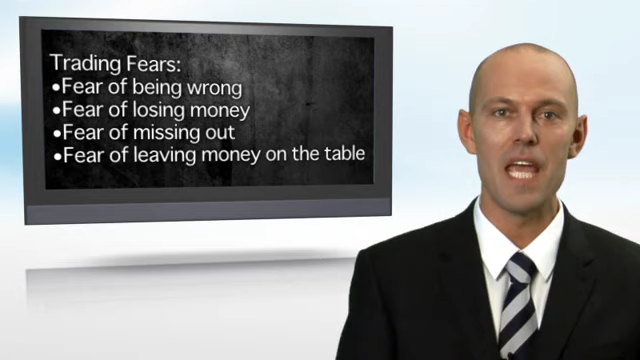 Trading Fears:
•Fear of being wrong
•Fear of losing money
•Fear of missing out
•Fear of leaving money on the table